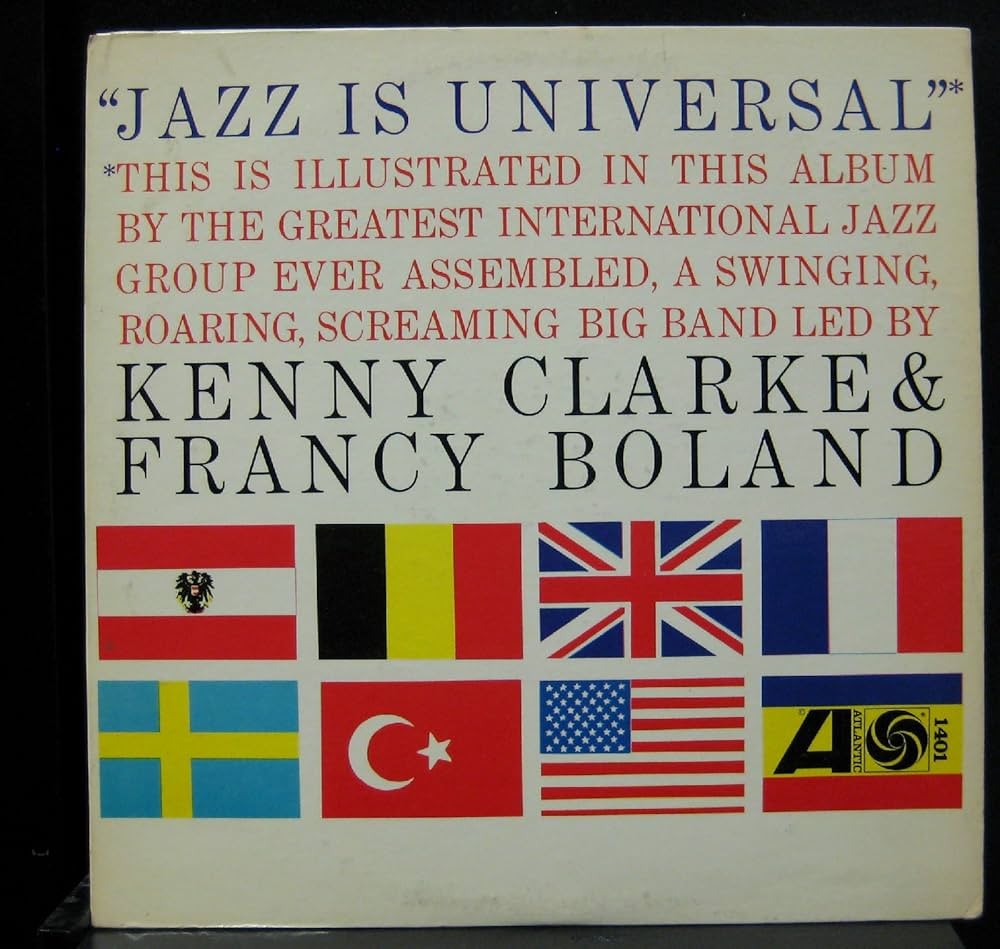 “JAZZ IS UNIVERSAL”*
*THIS IS ILLUSTRATED IN THIS ALBUM
BY THE GREATEST INTERNATIONAL JAZZ
GROUP EVER ASSEMBLED, A SWINGING,
ROARING, SCREAMING BIG BAND LED BY
KENNY CLARKE &
FRANCY BOLAND
A
ATLANTIC
1401